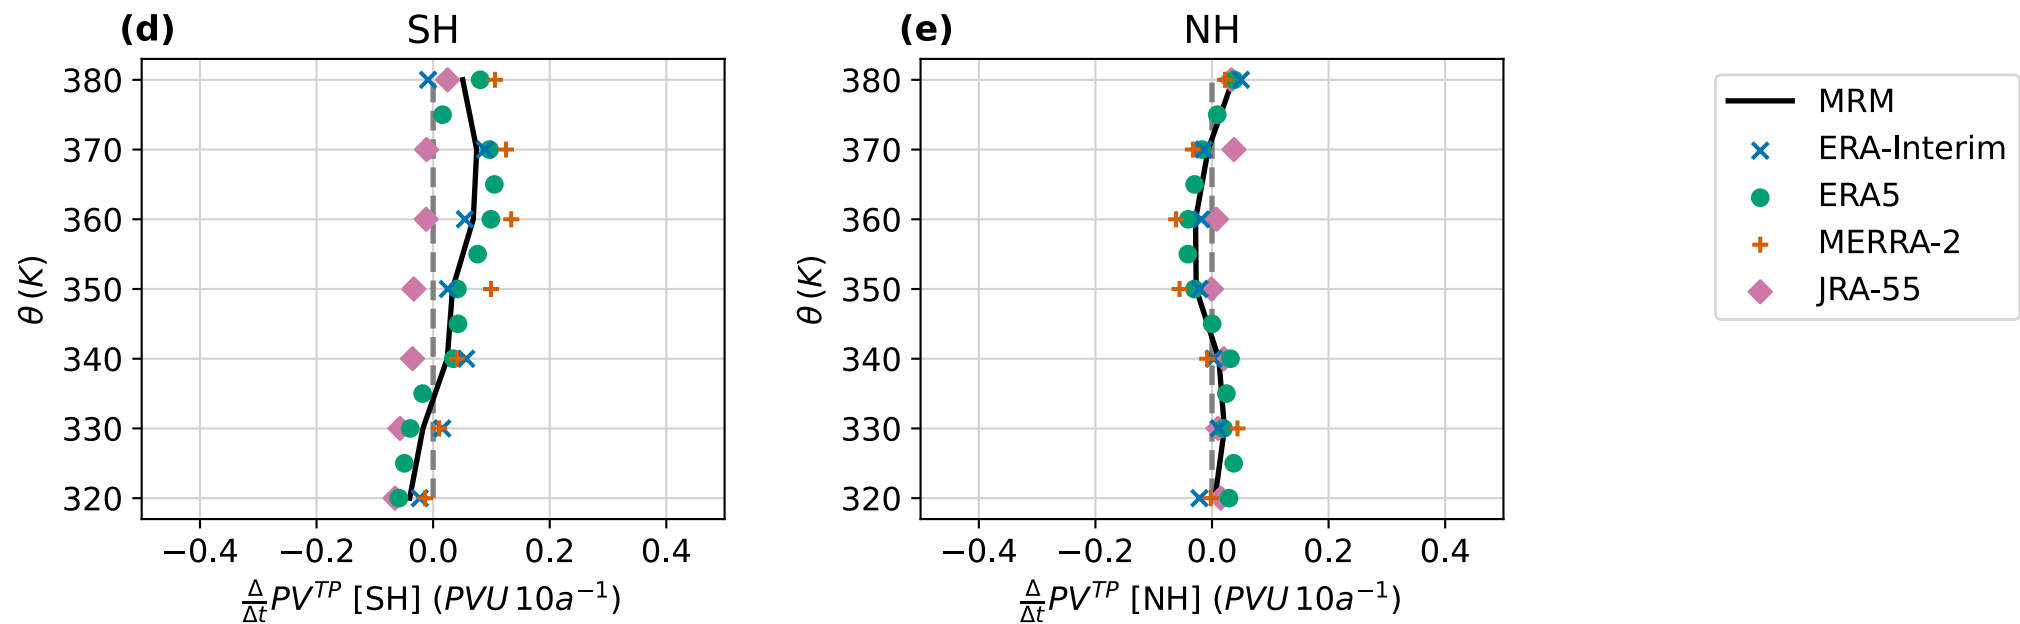 (d) SH
380
370
360
350
340
330
320
θ (K)
−0.4 −0.2 0.0 0.2 0.4
Δ/Δt PV^TP [SH] (PVU 10a^−1)
(e) NH
380
370
360
350
340
330
320
θ (K)
−0.4 −0.2 0.0 0.2 0.4
Δ/Δt PV^TP [NH] (PVU 10a^−1)
MRM
ERA-Interim
ERA5
MERRA-2
JRA-55